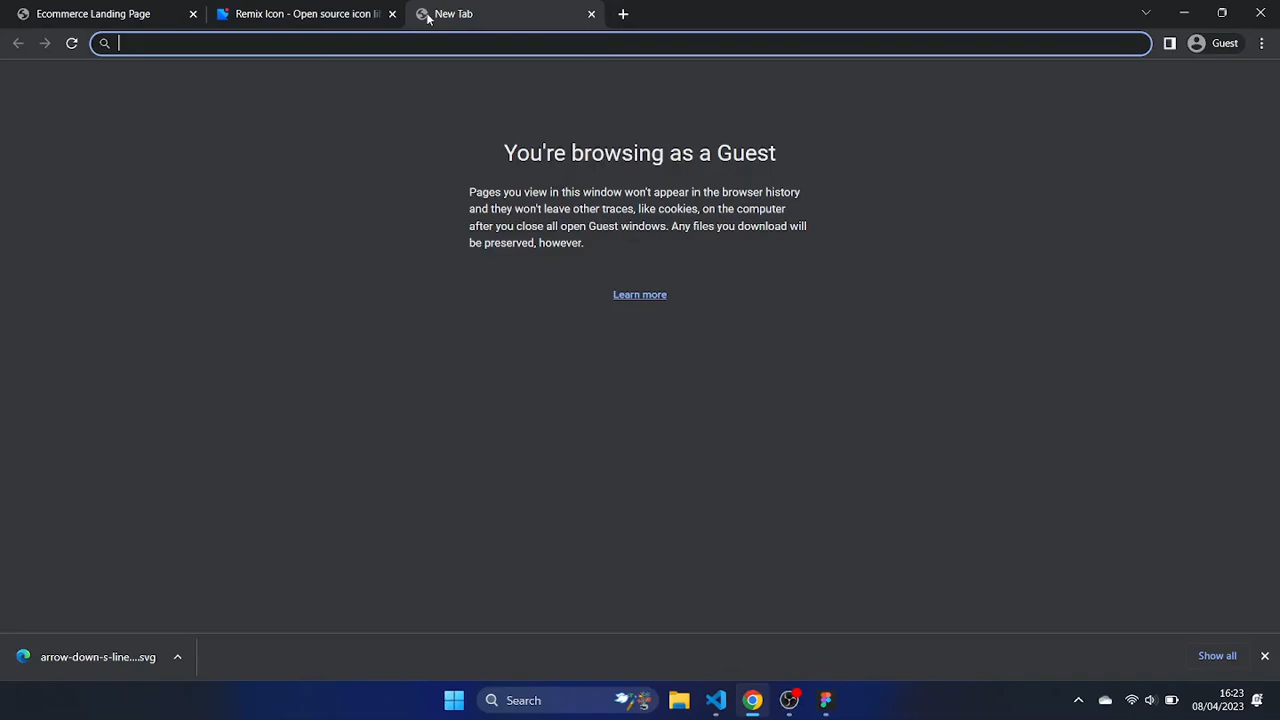 Ecommerce Landing Page
Remix Icon - Open source icon li
New Tab
Guest
You're browsing as a Guest
Pages you view in this window won't appear in the browser history
and they won't leave other traces, like cookies, on the computer
after you close all open Guest windows. Any files you download will
be preserved, however.
Learn more
arrow-down-s-line....svg
Show all
Search
16:23
08/04/2023